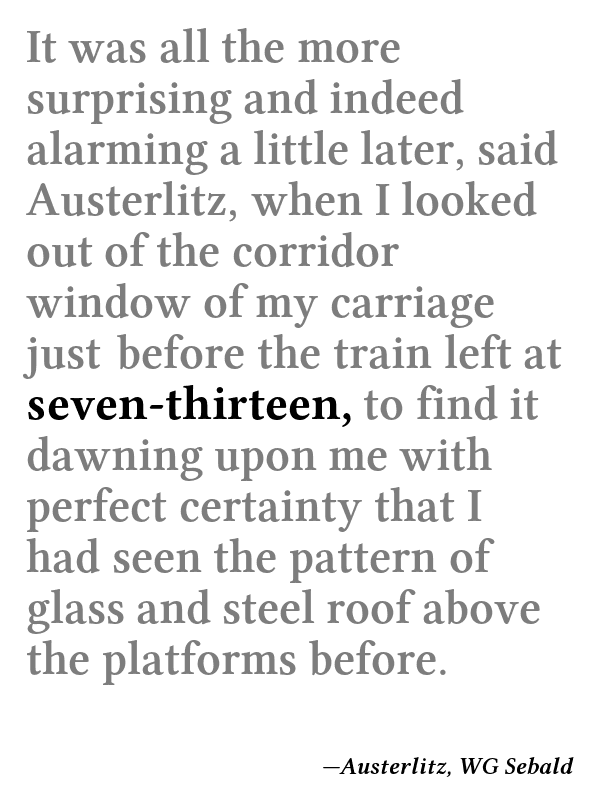 It was all the more
surprising and indeed
alarming a little later, said
Austerlitz, when I looked
out of the corridor
window of my carriage
just before the train left at
seven-thirteen, to find it
dawning upon me with
perfect certainty that I
had seen the pattern of
glass and steel roof above
the platforms before.
—Austerlitz, WG Sebald